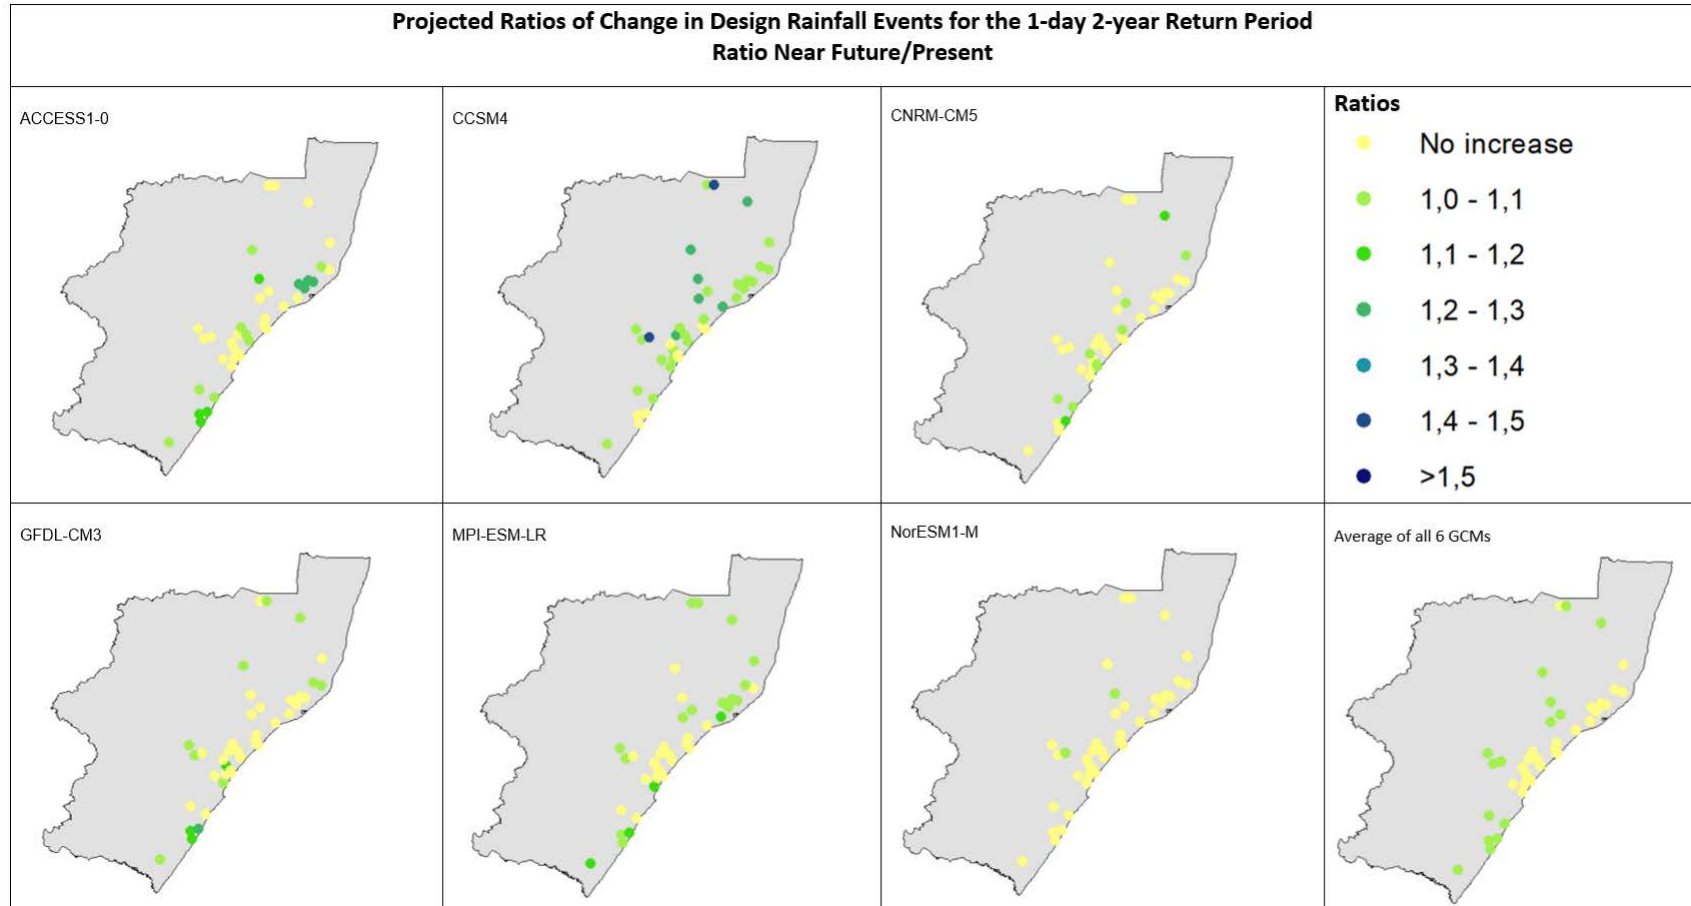 Projected Ratios of Change in Design Rainfall Events for the 1-day 2-year Return Period
Ratio Near Future/Present
ACCESS1-0
CCSM4
CNRM-CM5
Ratios
No increase
1,0 - 1,1
1,1 - 1,2
1,2 - 1,3
1,3 - 1,4
1,4 - 1,5
>1,5
GFDL-CM3
MPI-ESM-LR
NorESM1-M
Average of all 6 GCMs